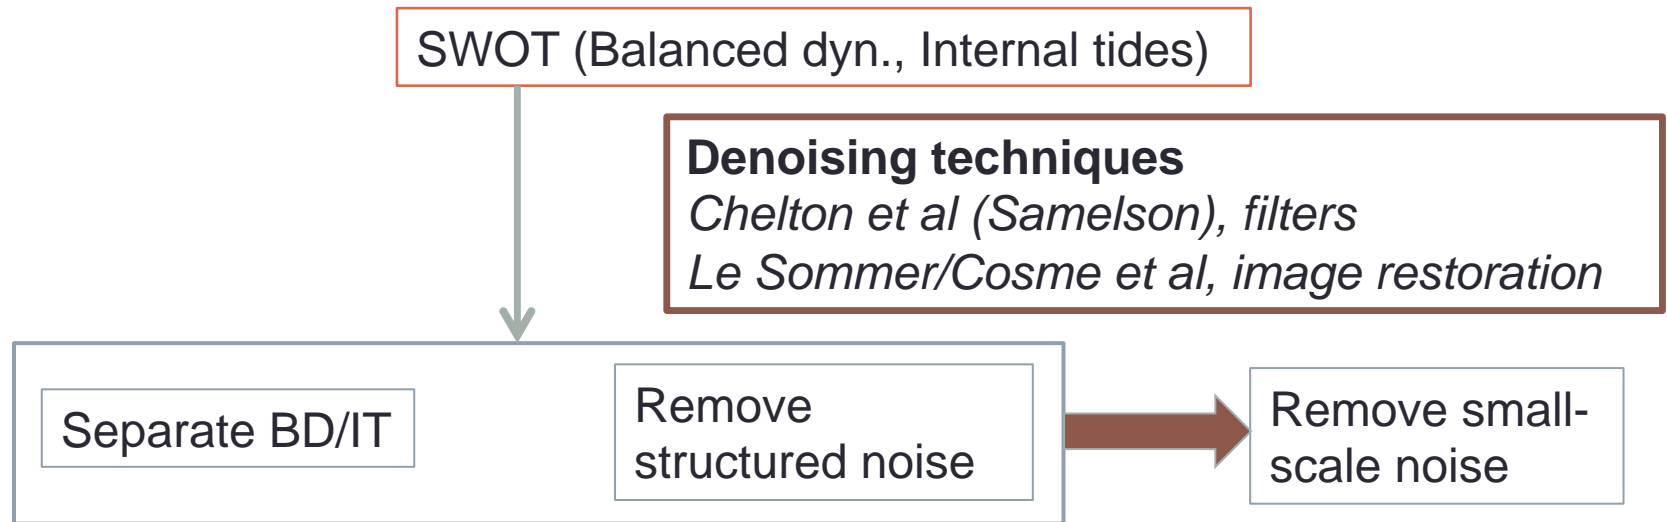 SWOT (Balanced dyn., Internal tides)
Denoising techniques
Chelton et al (Samelson), filters
Le Sommer/Cosme et al, image restoration
Separate BD/IT
Remove
structured noise
Remove small-
scale noise